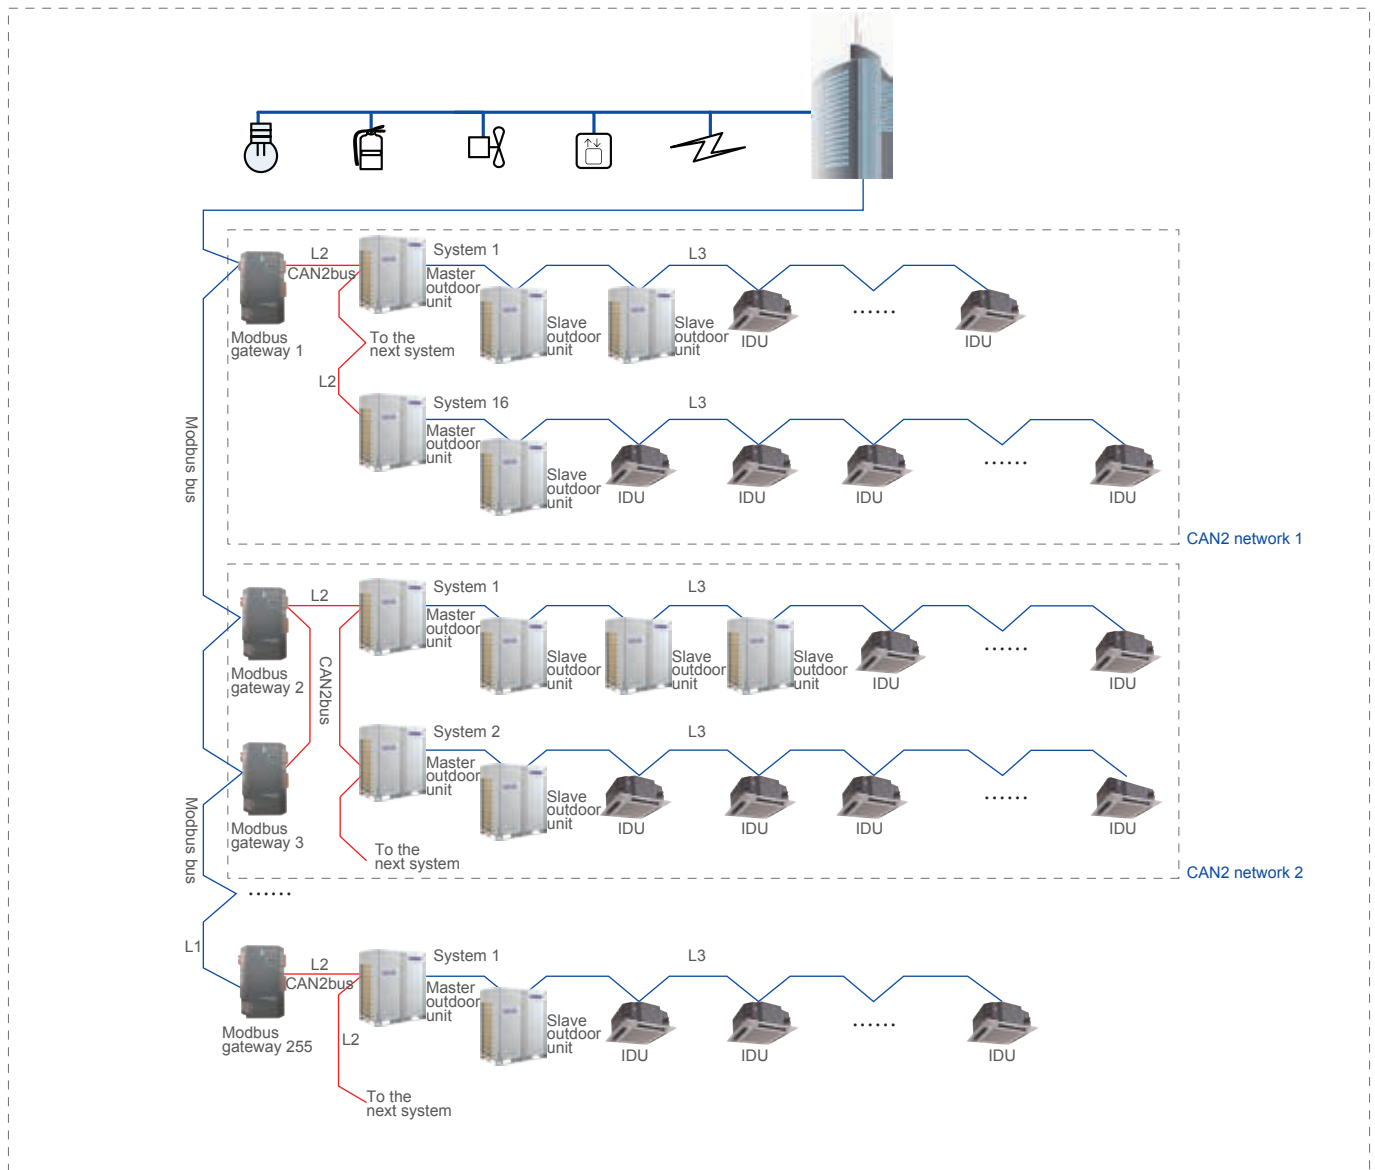 System 1
L2
CAN2bus
L3
Master
outdoor
unit
Slave
outdoor
unit
Slave
outdoor
unit
IDU
IDU
......
Modbus
gateway 1
To the
next system
L2
System 16
L3
Master
outdoor
unit
Slave
outdoor
unit
IDU
IDU
IDU
......
IDU
Modbus bus
CAN2 network 1
System 1
L2
L3
Master
outdoor
unit
Slave
outdoor
unit
Slave
outdoor
unit
Slave
outdoor
unit
IDU
......
IDU
Modbus
gateway 2
CAN2bus
System 2
L3
Master
outdoor
unit
Slave
outdoor
unit
IDU
IDU
IDU
......
IDU
Modbus
gateway 3
Modbus bus
To the
next system
CAN2 network 2
......
L1
System 1
L2
CAN2bus
L3
Master
outdoor
unit
Slave
outdoor
unit
IDU
IDU
......
IDU
Modbus
gateway 255
L2
To the
next system